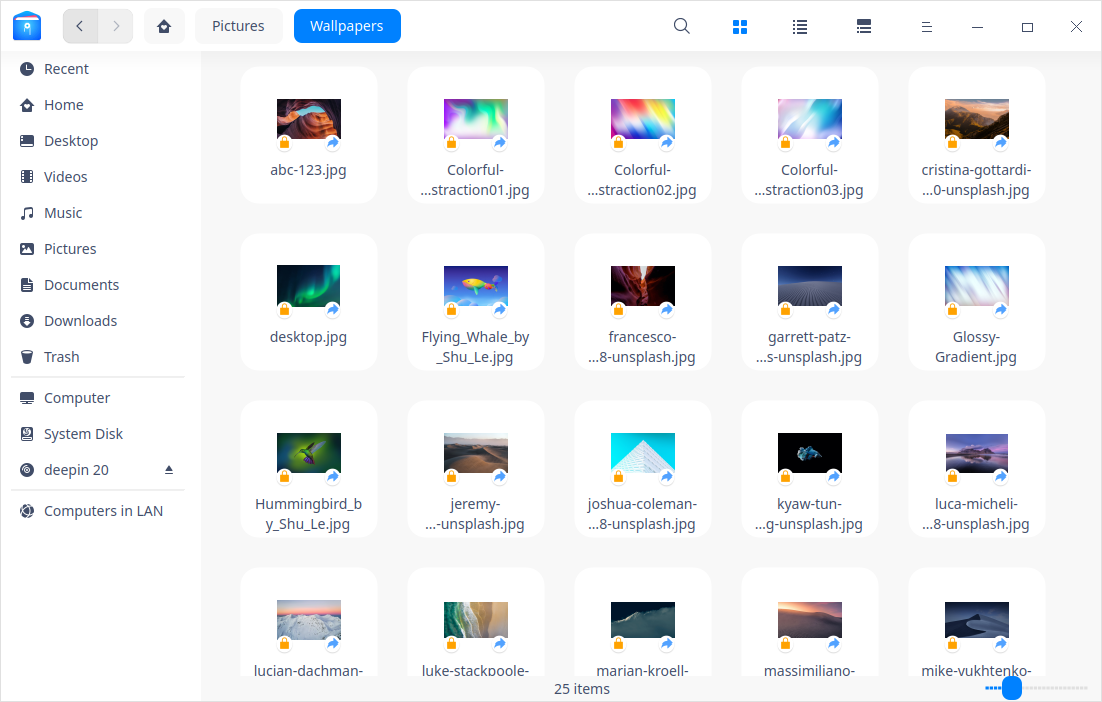 Pictures
Wallpapers
Recent
Home
Desktop
Videos
Music
Pictures
Documents
Downloads
Trash
Computer
System Disk
deepin 20
Computers in LAN
abc-123.jpg
Colorful-
...straction01.jpg
Colorful-
...straction02.jpg
Colorful-
...straction03.jpg
cristina-gottardi-
...0-unsplash.jpg
desktop.jpg
Flying_Whale_by
_Shu_Le.jpg
francesco-
...8-unsplash.jpg
garrett-patz-
...s-unsplash.jpg
Glossy-
Gradient.jpg
Hummingbird_b
y_Shu_Le.jpg
jeremy-
...-unsplash.jpg
joshua-coleman-
...8-unsplash.jpg
kyaw-tun-
...g-unsplash.jpg
luca-micheli-
...8-unsplash.jpg
lucian-dachman-
luke-stackpoole-
marian-kroell-
massimiliano-
mike-yukhtenko-
25 items